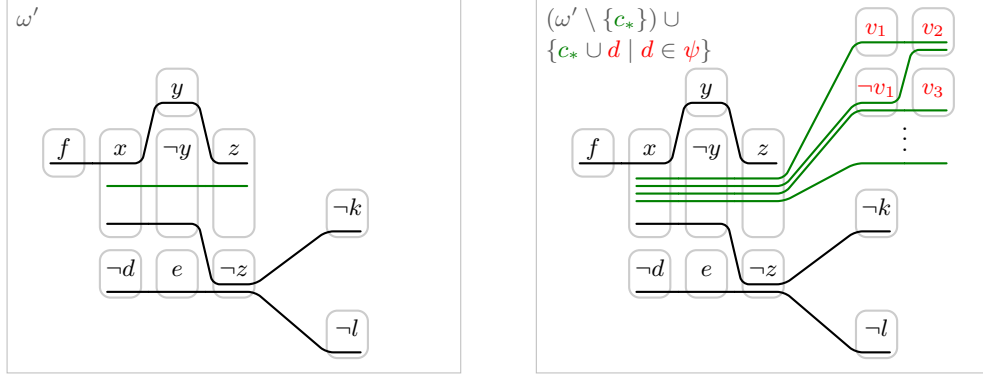 ω′
y
f x ¬y z
¬k
¬d e ¬z
¬l
(ω′ \ {c∗}) ∪
{c∗ ∪ d | d ∈ ψ}
v₁ v₂
y ¬v₁ v₃
f x ¬y z ⋮
¬k
¬d e ¬z
¬l